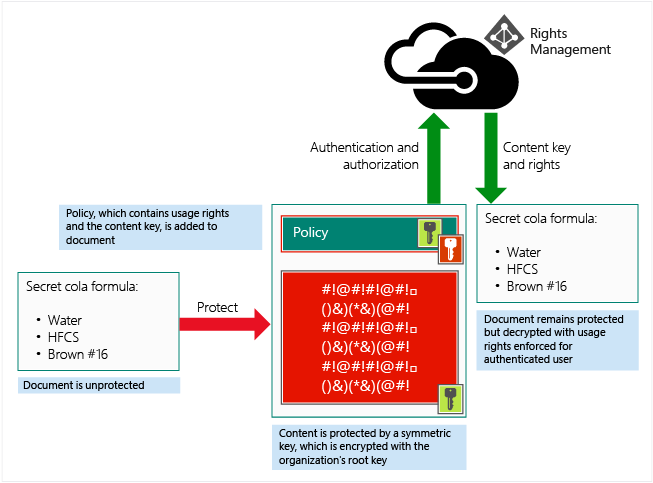 Rights
Management
Authentication and
authorization
Content key
and rights
Policy, which contains usage rights
and the content key, is added to
document
Policy
Secret cola formula:
• Water
• HFCS
• Brown #16
Secret cola formula:
• Water
• HFCS
• Brown #16
Protect
#!@#!#!@#!□
()&)(*&)(@#!
#!@#!#!@#!□
()&)(*&)(@#!
#!@#!#!@#!□
()&)(*&)(@#!
Document is unprotected
Document remains protected
but decrypted with usage
rights enforced for
authenticated user
Content is protected by a symmetric
key, which is encrypted with the
organization's root key